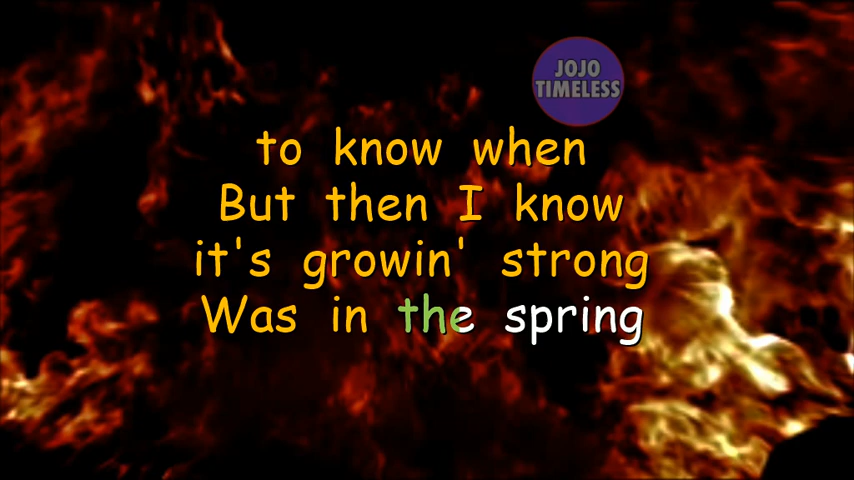 JOJO
TIMELESS
to know when
But then I know
it's growin' strong
Was in the spring